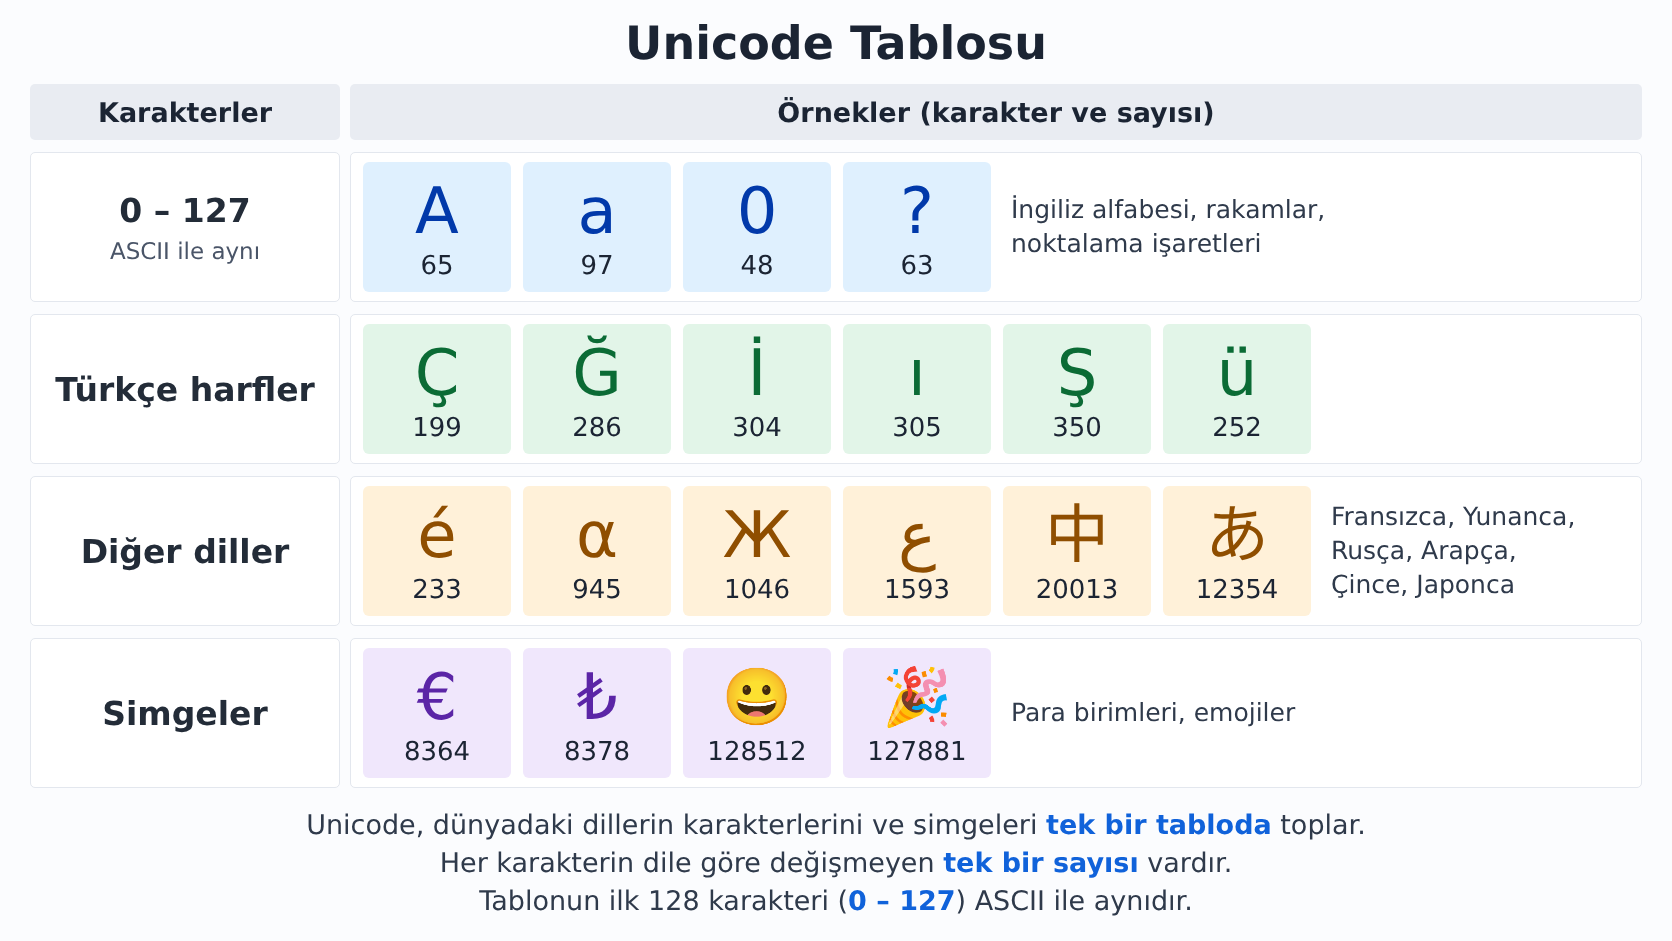 Unicode Tablosu
Karakterler
Örnekler (karakter ve sayısı)
0 – 127
ASCII ile aynı
A a 0 ?
65 97 48 63
İngiliz alfabesi, rakamlar,
noktalama işaretleri
Türkçe harfler
Ç Ğ İ ı Ş ü
199 286 304 305 350 252
Diğer diller
é α Ж ع 中 あ
233 945 1046 1593 20013 12354
Fransızca, Yunanca,
Rusça, Arapça,
Çince, Japonca
Simgeler
€ ₺ 😀 🎉
8364 8378 128512 127881
Para birimleri, emojiler
Unicode, dünyadaki dillerin karakterlerini ve simgeleri tek bir tabloda toplar.
Her karakterin dile göre değişmeyen tek bir sayısı vardır.
Tablonun ilk 128 karakteri (0 – 127) ASCII ile aynıdır.